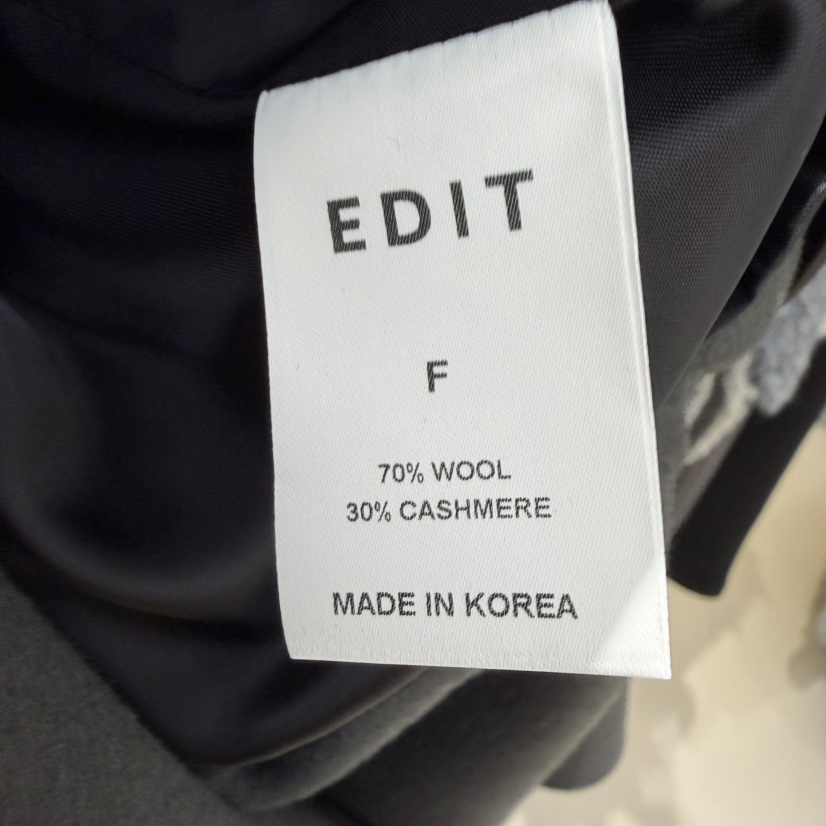 EDIT
F
70% WOOL
30% CASHMERE
MADE IN KOREA